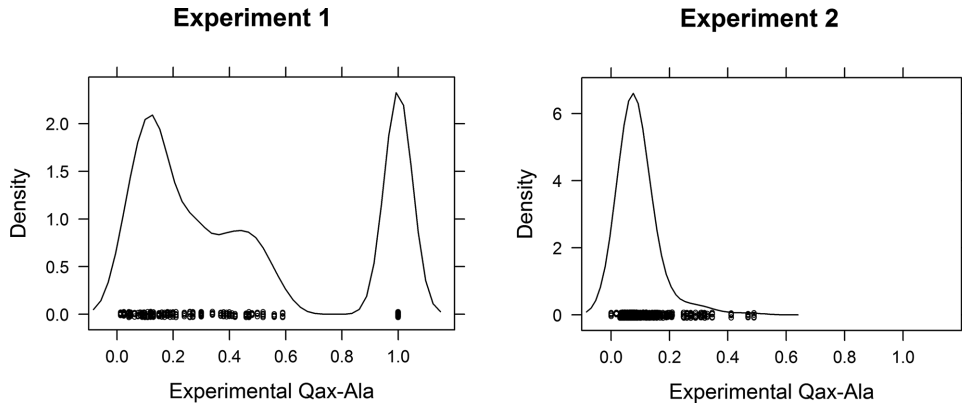 Experiment 1
Experiment 2
Density
2.0
1.5
1.0
0.5
0.0
0.0 0.2 0.4 0.6 0.8 1.0
Experimental Qax-Ala
Density
6
4
2
0
0.0 0.2 0.4 0.6 0.8 1.0
Experimental Qax-Ala